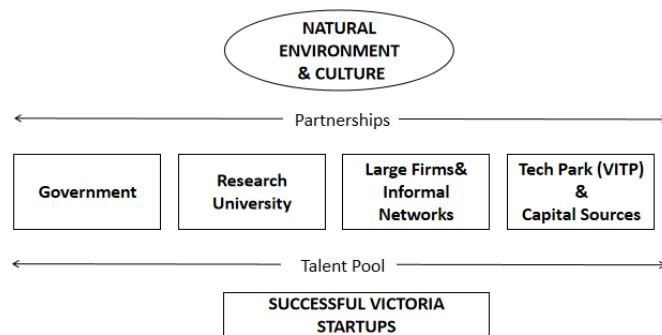 NATURAL
ENVIRONMENT
& CULTURE
Partnerships
Government
Research
University
Large Firms&
Informal
Networks
Tech Park (VITP)
&
Capital Sources
Talent Pool
SUCCESSFUL VICTORIA
STARTUPS